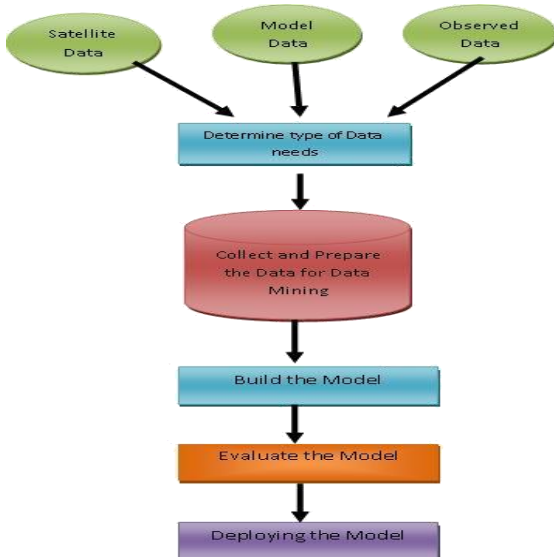 Satellite
Data
Model
Data
Observed
Data
Determine type of Data
needs
Collect and Prepare
the Data for Data
Mining
Build the Model
Evaluate the Model
Deploying the Model